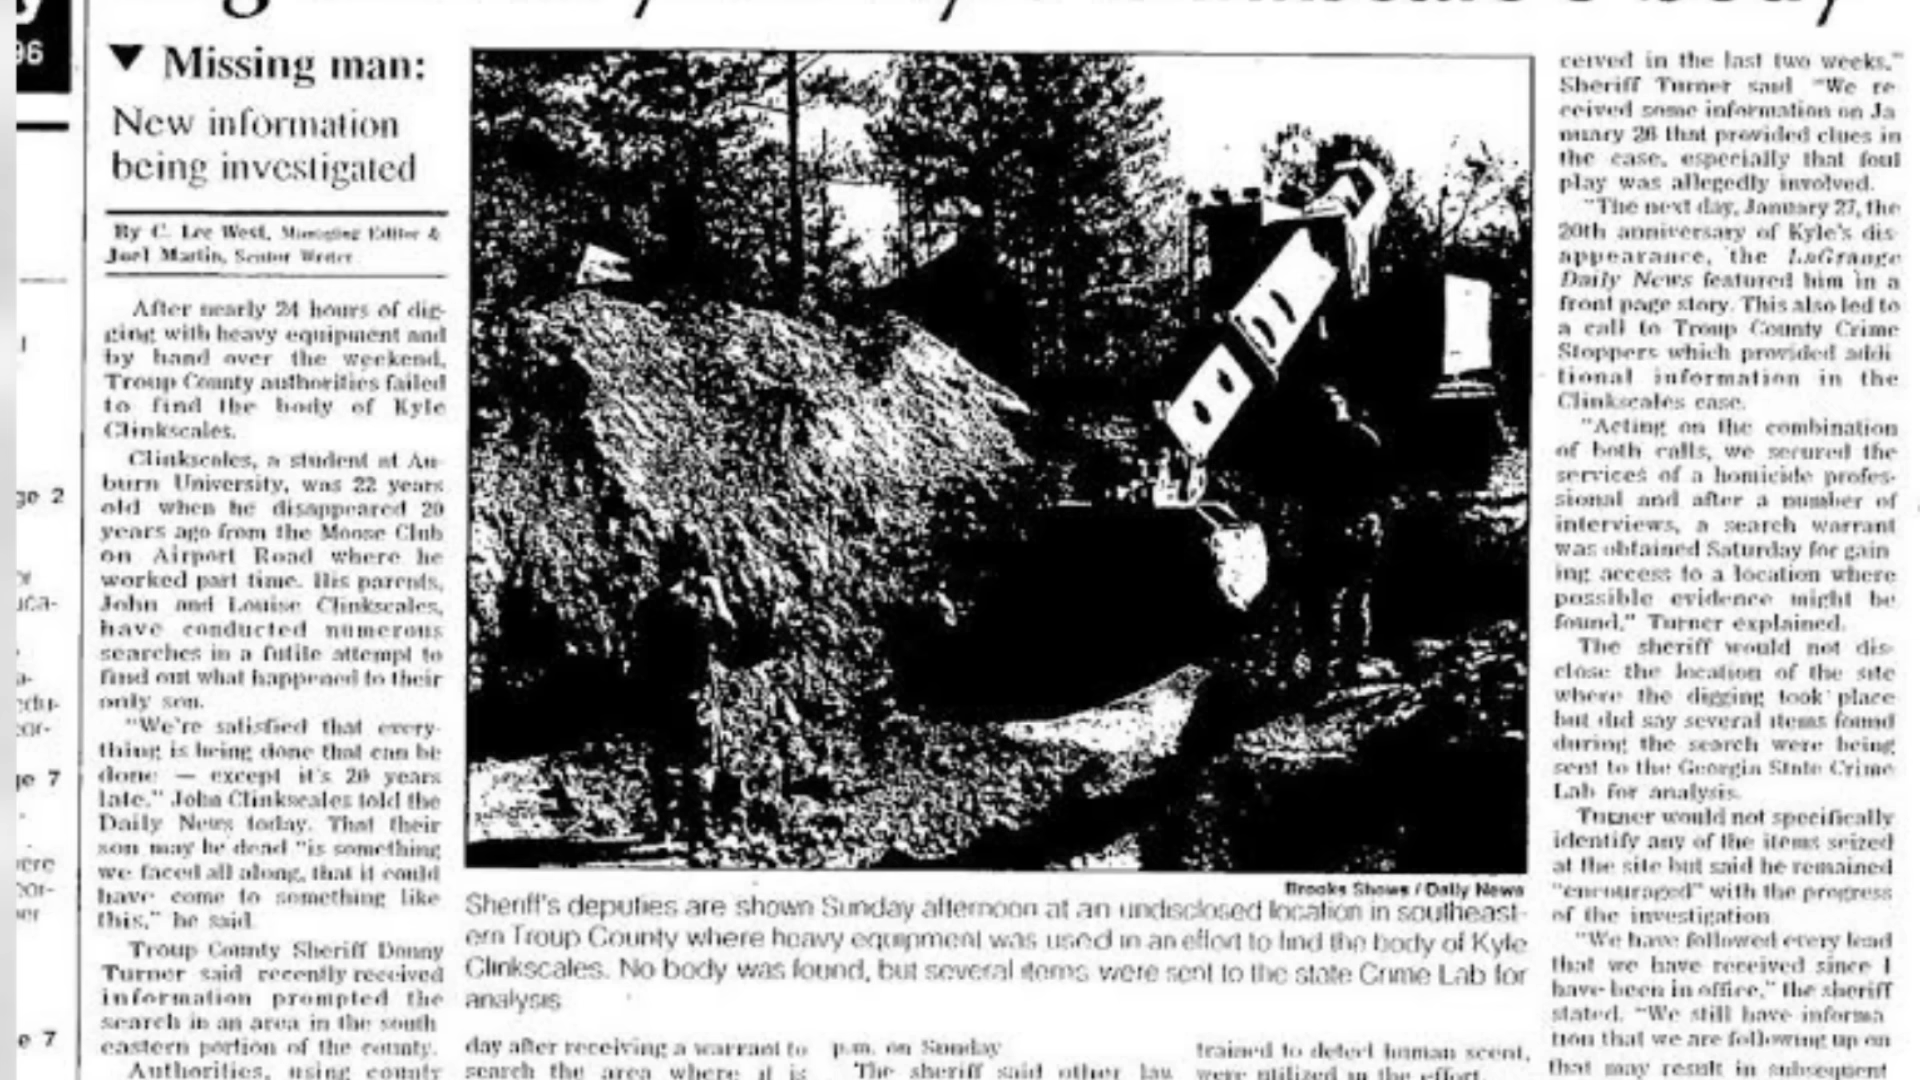 96
▼ Missing man:
New information
being investigated
By C. Lee West, Managing Editor &
Joel Martin, Senior Writer
After nearly 24 hours of dig-
ging with heavy equipment and
by hand over the weekend,
Troup County authorities failed
to find the body of Kyle
Clinkscales.
Clinkscales, a student at Au-
burn University, was 22 years
old when he disappeared 20
years ago from the Moose Club
on Airport Road where he
worked part time. His parents,
John and Louise Clinkscales,
have conducted numerous
searches in a futile attempt to
find out what happened to their
only son.
"We're satisfied that every-
thing is being done that can be
done — except it's 20 years
late," John Clinkscales told the
Daily News today. That their
son may be dead "is something
we faced all along, that it could
have come to something like
this," he said.
Troup County Sheriff Donny
Turner said recently received
information prompted the
search in an area in the south
eastern portion of the county.
Authorities, using county
Brooks Shows / Daily News
Sheriff's deputies are shown Sunday afternoon at an undisclosed location in southeast-
ern Troup County where heavy equipment was used in an effort to find the body of Kyle
Clinkscales. No body was found, but several items were sent to the state Crime Lab for
analysis
day after receiving a warrant to
search the area where it is
p.m. on Sunday
The sheriff said other law
trained to detect human scent,
were utilized in the effort.
ceived in the last two weeks,"
Sheriff Turner said "We re
ceived some information on Ja
nuary 26 that provided clues in
the case, especially that foul
play was allegedly involved.
"The next day, January 27, the
20th anniversary of Kyle's dis-
appearance, the LaGrange
Daily News featured him in a
front page story. This also led to
a call to Troup County Crime
Stoppers which provided addi
tional information in the
Clinkscales case.
"Acting on the combination
of both calls, we secured the
services of a homicide profes-
sional and after a number of
interviews, a search warrant
was obtained Saturday for gain
ing access to a location where
possible evidence might be
found," Turner explained.
The sheriff would not dis-
close the location of the site
where the digging took place
but did say several items found
during the search were being
sent to the Georgia State Crime
Lab for analysis.
Turner would not specifically
identify any of the items seized
at the site but said he remained
"encouraged" with the progress
of the investigation
"We have followed every lead
that we have received since I
have been in office," the sheriff
stated. "We still have informa
tion that we are following up on
that may result in subsequent